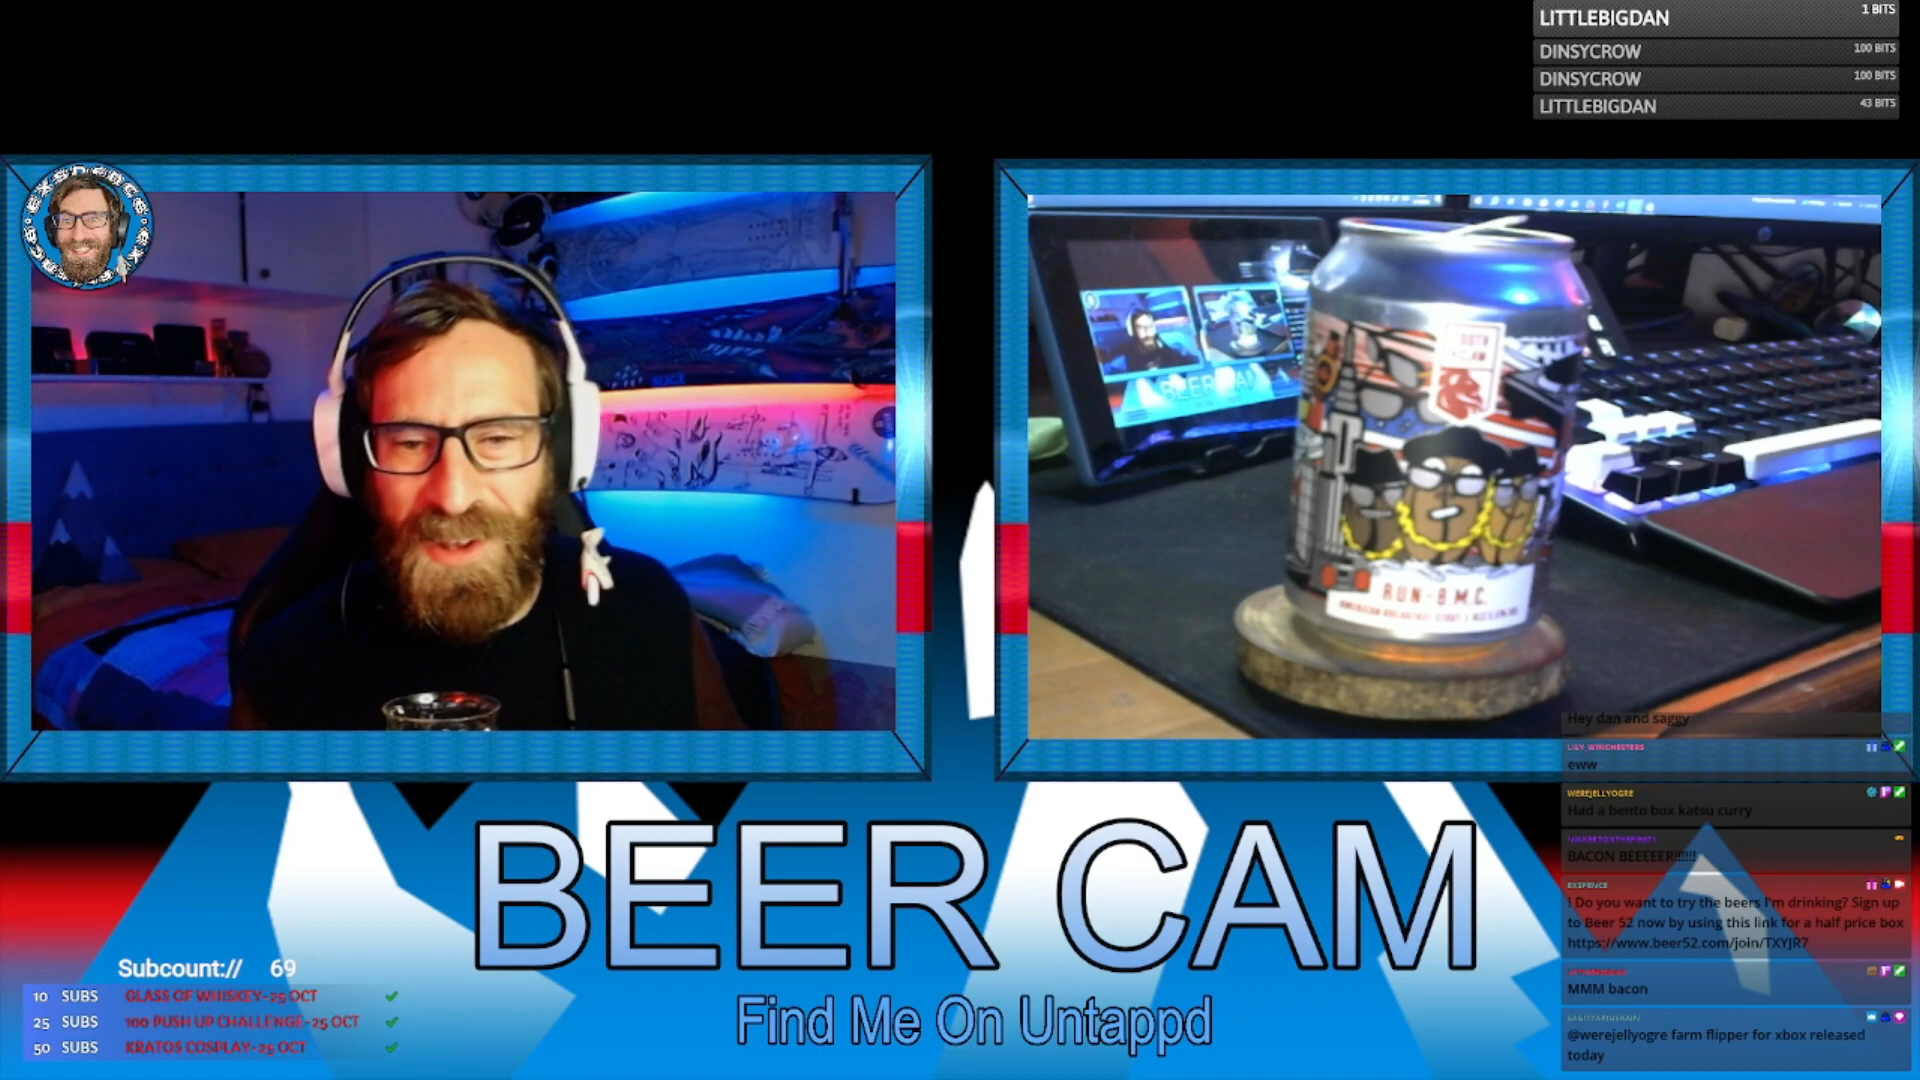 LITTLEBIGDAN 1 BITS
DINSYCROW 100 BITS
DINSYCROW 100 BITS
LITTLEBIGDAN 43 BITS
BEER CAM
RUN-B.M.C.
Hey dan and saggy
LILY_WINCHESTERS
eww
WEREJELLYOGRE
Had a bento box katsu curry
BACON BEEEEER!!!!!!
EXSPENCE
! Do you want to try the beers I'm drinking? Sign up
to Beer 52 now by using this link for a half price box
https://www.beer52.com/join/TXYJR7
MMM bacon
@werejellyogre farm flipper for xbox released
today
BEER CAM
Find Me On Untappd
Subcount:// 69
10 SUBS GLASS OF WHISKEY-25 OCT
25 SUBS 100 PUSH UP CHALLENGE-25 OCT
50 SUBS KRATOS COSPLAY-25 OCT